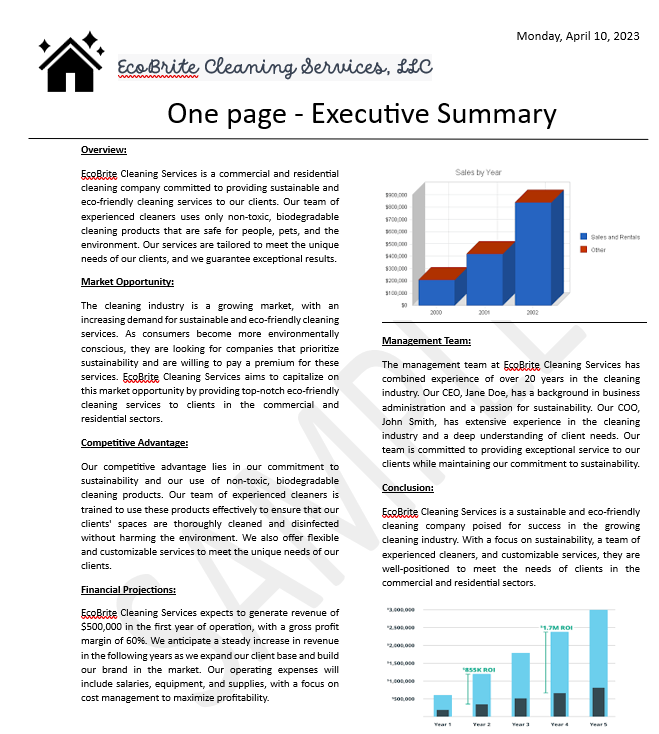 Monday, April 10, 2023
EcoBrite Cleaning Services, LLC
One page - Executive Summary
Overview:
EcoBrite Cleaning Services is a commercial and residential
cleaning company committed to providing sustainable and
eco-friendly cleaning services to our clients. Our team of
experienced cleaners uses only non-toxic, biodegradable
cleaning products that are safe for people, pets, and the
environment. Our services are tailored to meet the unique
needs of our clients, and we guarantee exceptional results.
Market Opportunity:
The cleaning industry is a growing market, with an
increasing demand for sustainable and eco-friendly cleaning
services. As consumers become more environmentally
conscious, they are looking for companies that prioritize
sustainability and are willing to pay a premium for these
services. EcoBrite Cleaning Services aims to capitalize on
this market opportunity by providing top-notch eco-friendly
cleaning services to clients in the commercial and
residential sectors.
Competitive Advantage:
Our competitive advantage lies in our commitment to
sustainability and our use of non-toxic, biodegradable
cleaning products. Our team of experienced cleaners is
trained to use these products effectively to ensure that our
clients' spaces are thoroughly cleaned and disinfected
without harming the environment. We also offer flexible
and customizable services to meet the unique needs of our
clients.
Financial Projections:
EcoBrite Cleaning Services expects to generate revenue of
$500,000 in the first year of operation, with a gross profit
margin of 60%. We anticipate a steady increase in revenue
in the following years as we expand our client base and build
our brand in the market. Our operating expenses will
include salaries, equipment, and supplies, with a focus on
cost management to maximize profitability.
Sales by Year
$900,000
$800,000
$700,000
$600,000
$500,000
$400,000
$300,000
$200,000
$100,000
$0
2000 2001 2002
Sales and Rentals
Other
Management Team:
The management team at EcoBrite Cleaning Services has
combined experience of over 20 years in the cleaning
industry. Our CEO, Jane Doe, has a background in business
administration and a passion for sustainability. Our COO,
John Smith, has extensive experience in the cleaning
industry and a deep understanding of client needs. Our
team is committed to providing exceptional service to our
clients while maintaining our commitment to sustainability.
Conclusion:
EcoBrite Cleaning Services is a sustainable and eco-friendly
cleaning company poised for success in the growing
cleaning industry. With a focus on sustainability, a team of
experienced cleaners, and customizable services, they are
well-positioned to meet the needs of clients in the
commercial and residential sectors.
$3,000,000
$2,500,000
$2,000,000
$1,500,000
$1,000,000
$500,000
$855K ROI
$1.7M ROI
Year 1 Year 2 Year 3 Year 4 Year 5
SAMPLE